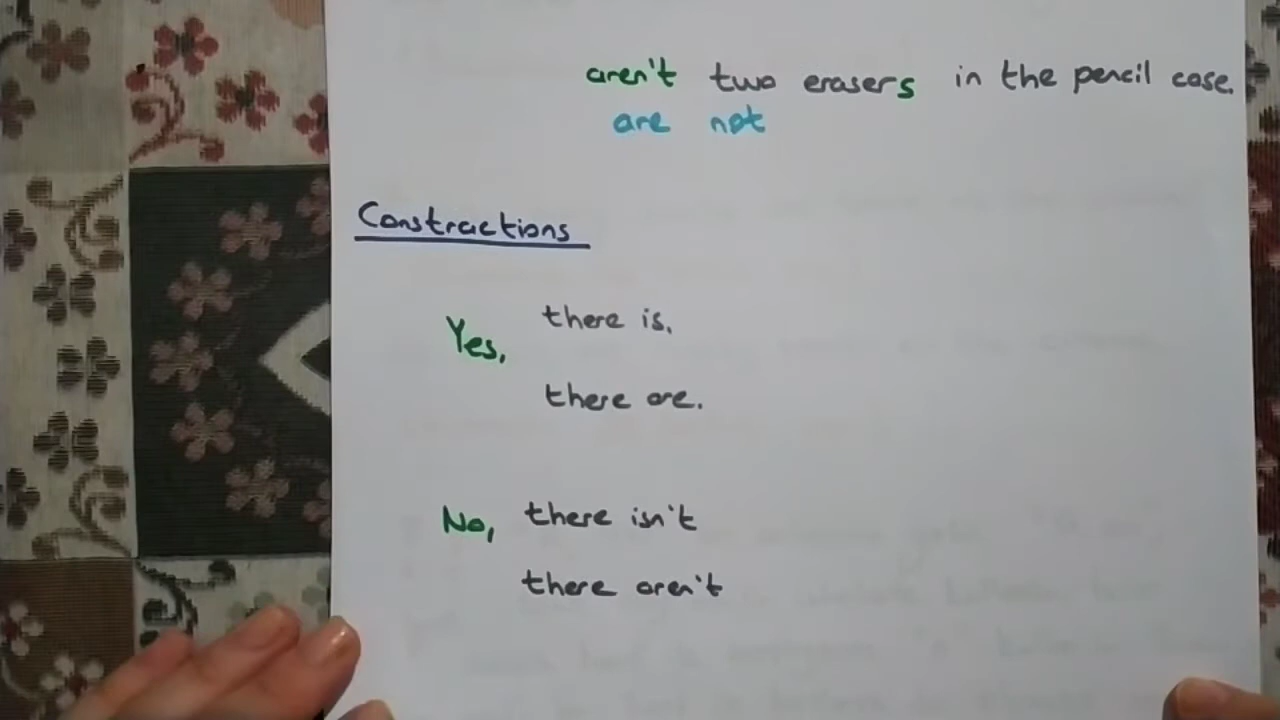 aren't two erasers in the pencil case.
are not
Constractions
there is.
Yes,
there are.
No, there isn't
there aren't